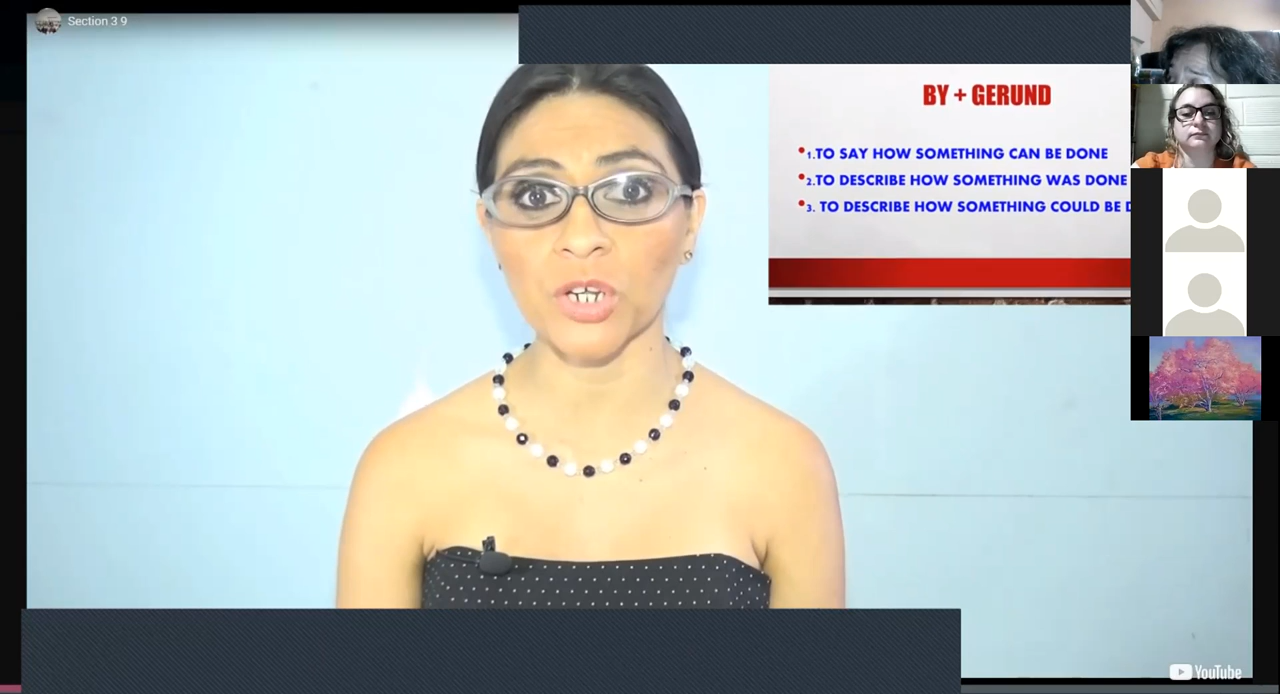 Section 3 9
BY + GERUND
1.TO SAY HOW SOMETHING CAN BE DONE
2.TO DESCRIBE HOW SOMETHING WAS DONE
3. TO DESCRIBE HOW SOMETHING COULD BE
YouTube